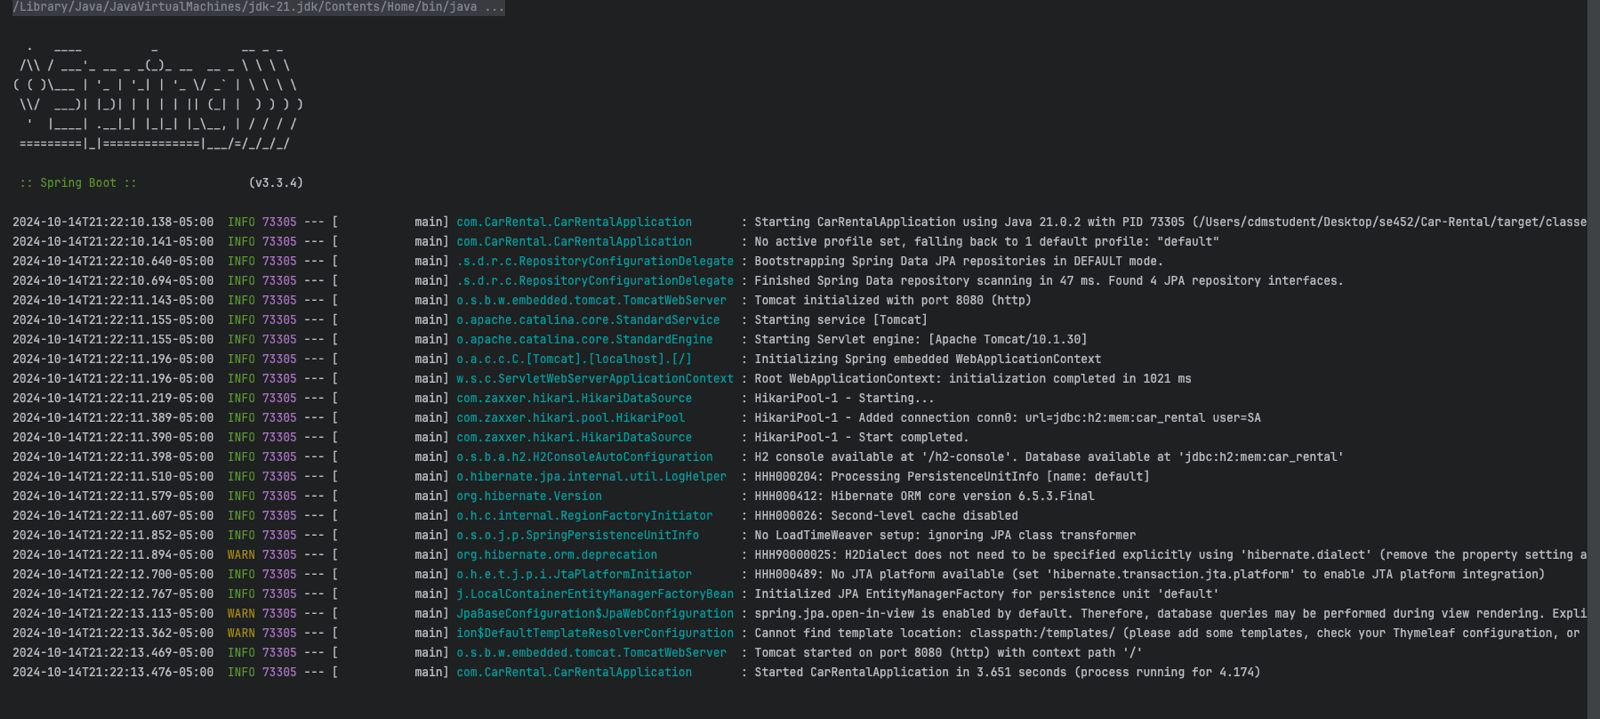 /Library/Java/JavaVirtualMachines/jdk-21.jdk/Contents/Home/bin/java ...
  .   ____          _            __ _ _
 /\\ / ___'_ __ _ _(_)_ __  __ _ \ \ \ \
( ( )\___ | '_ | '_| | '_ \/ _` | \ \ \ \
 \\/  ___)| |_)| | | | | || (_| |  ) ) ) )
  '  |____| .__|_| |_|_| |_\__, | / / / /
 =========|_|==============|___/=/_/_/_/
 :: Spring Boot ::                (v3.3.4)
2024-10-14T21:22:10.138-05:00  INFO 73305 --- [           main] com.CarRental.CarRentalApplication       : Starting CarRentalApplication using Java 21.0.2 with PID 73305 (/Users/cdmstudent/Desktop/se452/Car-Rental/target/classe
2024-10-14T21:22:10.141-05:00  INFO 73305 --- [           main] com.CarRental.CarRentalApplication       : No active profile set, falling back to 1 default profile: "default"
2024-10-14T21:22:10.640-05:00  INFO 73305 --- [           main] .s.d.r.c.RepositoryConfigurationDelegate : Bootstrapping Spring Data JPA repositories in DEFAULT mode.
2024-10-14T21:22:10.694-05:00  INFO 73305 --- [           main] .s.d.r.c.RepositoryConfigurationDelegate : Finished Spring Data repository scanning in 47 ms. Found 4 JPA repository interfaces.
2024-10-14T21:22:11.143-05:00  INFO 73305 --- [           main] o.s.b.w.embedded.tomcat.TomcatWebServer  : Tomcat initialized with port 8080 (http)
2024-10-14T21:22:11.155-05:00  INFO 73305 --- [           main] o.apache.catalina.core.StandardService   : Starting service [Tomcat]
2024-10-14T21:22:11.155-05:00  INFO 73305 --- [           main] o.apache.catalina.core.StandardEngine    : Starting Servlet engine: [Apache Tomcat/10.1.30]
2024-10-14T21:22:11.196-05:00  INFO 73305 --- [           main] o.a.c.c.C.[Tomcat].[localhost].[/]       : Initializing Spring embedded WebApplicationContext
2024-10-14T21:22:11.196-05:00  INFO 73305 --- [           main] w.s.c.ServletWebServerApplicationContext : Root WebApplicationContext: initialization completed in 1021 ms
2024-10-14T21:22:11.219-05:00  INFO 73305 --- [           main] com.zaxxer.hikari.HikariDataSource       : HikariPool-1 - Starting...
2024-10-14T21:22:11.389-05:00  INFO 73305 --- [           main] com.zaxxer.hikari.pool.HikariPool        : HikariPool-1 - Added connection conn0: url=jdbc:h2:mem:car_rental user=SA
2024-10-14T21:22:11.390-05:00  INFO 73305 --- [           main] com.zaxxer.hikari.HikariDataSource       : HikariPool-1 - Start completed.
2024-10-14T21:22:11.398-05:00  INFO 73305 --- [           main] o.s.b.a.h2.H2ConsoleAutoConfiguration    : H2 console available at '/h2-console'. Database available at 'jdbc:h2:mem:car_rental'
2024-10-14T21:22:11.510-05:00  INFO 73305 --- [           main] o.hibernate.jpa.internal.util.LogHelper  : HHH000204: Processing PersistenceUnitInfo [name: default]
2024-10-14T21:22:11.579-05:00  INFO 73305 --- [           main] org.hibernate.Version                    : HHH000412: Hibernate ORM core version 6.5.3.Final
2024-10-14T21:22:11.607-05:00  INFO 73305 --- [           main] o.h.c.internal.RegionFactoryInitiator    : HHH000026: Second-level cache disabled
2024-10-14T21:22:11.852-05:00  INFO 73305 --- [           main] o.s.o.j.p.SpringPersistenceUnitInfo      : No LoadTimeWeaver setup: ignoring JPA class transformer
2024-10-14T21:22:11.894-05:00  WARN 73305 --- [           main] org.hibernate.orm.deprecation            : HHH90000025: H2Dialect does not need to be specified explicitly using 'hibernate.dialect' (remove the property setting a
2024-10-14T21:22:12.700-05:00  INFO 73305 --- [           main] o.h.e.t.j.p.i.JtaPlatformInitiator       : HHH000489: No JTA platform available (set 'hibernate.transaction.jta.platform' to enable JTA platform integration)
2024-10-14T21:22:12.767-05:00  INFO 73305 --- [           main] j.LocalContainerEntityManagerFactoryBean : Initialized JPA EntityManagerFactory for persistence unit 'default'
2024-10-14T21:22:13.113-05:00  WARN 73305 --- [           main] JpaBaseConfiguration$JpaWebConfiguration : spring.jpa.open-in-view is enabled by default. Therefore, database queries may be performed during view rendering. Expli
2024-10-14T21:22:13.362-05:00  WARN 73305 --- [           main] ion$DefaultTemplateResolverConfiguration : Cannot find template location: classpath:/templates/ (please add some templates, check your Thymeleaf configuration, or
2024-10-14T21:22:13.469-05:00  INFO 73305 --- [           main] o.s.b.w.embedded.tomcat.TomcatWebServer  : Tomcat started on port 8080 (http) with context path '/'
2024-10-14T21:22:13.476-05:00  INFO 73305 --- [           main] com.CarRental.CarRentalApplication       : Started CarRentalApplication in 3.651 seconds (process running for 4.174)